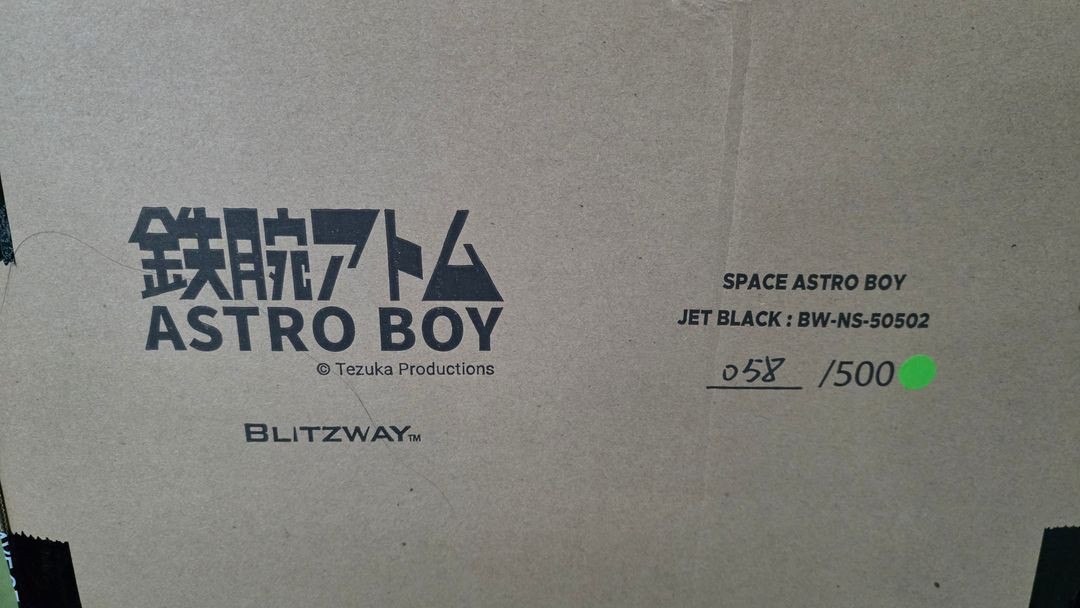 鉄腕アトム
ASTRO BOY
© Tezuka Productions
BLITZWAY™
SPACE ASTRO BOY
JET BLACK : BW-NS-50502
058 /500